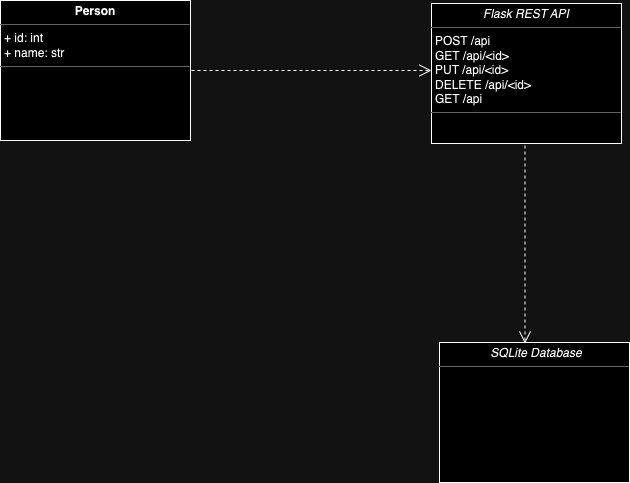 Person
+ id: int
+ name: str
Flask REST API
POST /api
GET /api/<id>
PUT /api/<id>
DELETE /api/<id>
GET /api
SQLite Database